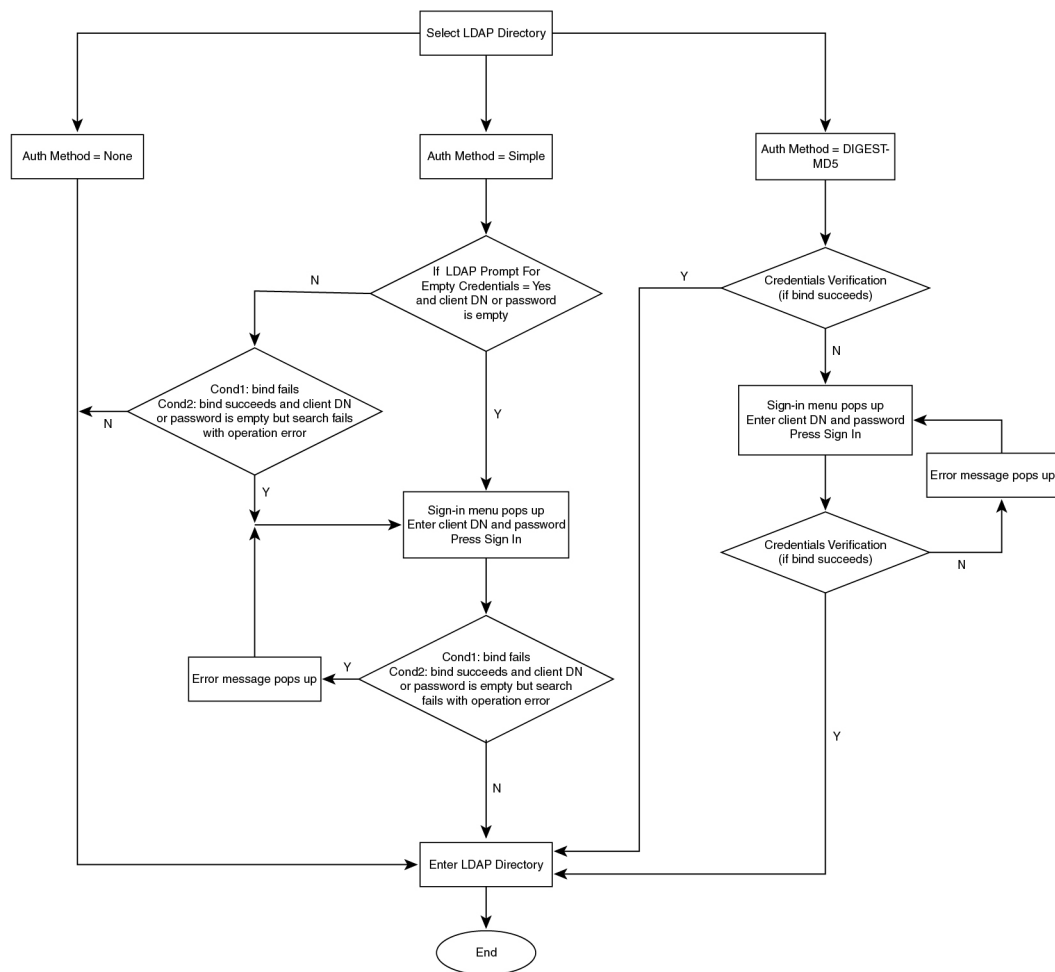 Select LDAP Directory
Auth Method = None
Auth Method = Simple
Auth Method = DIGEST-
MD5
If LDAP Prompt For
Empty Credentials = Yes
and client DN or password
is empty
N
Y
Credentials Verification
(if bind succeeds)
Y
N
Cond1: bind fails
Cond2: bind succeeds and client DN
or password is empty but search fails
with operation error
N
Y
Sign-in menu pops up
Enter client DN and password
Press Sign In
Error message pops up
Sign-in menu pops up
Enter client DN and password
Press Sign In
Credentials Verification
(if bind succeeds)
N
Y
Error message pops up
Y
Cond1: bind fails
Cond2: bind succeeds and client DN
or password is empty but search
fails with operation error
N
Enter LDAP Directory
End